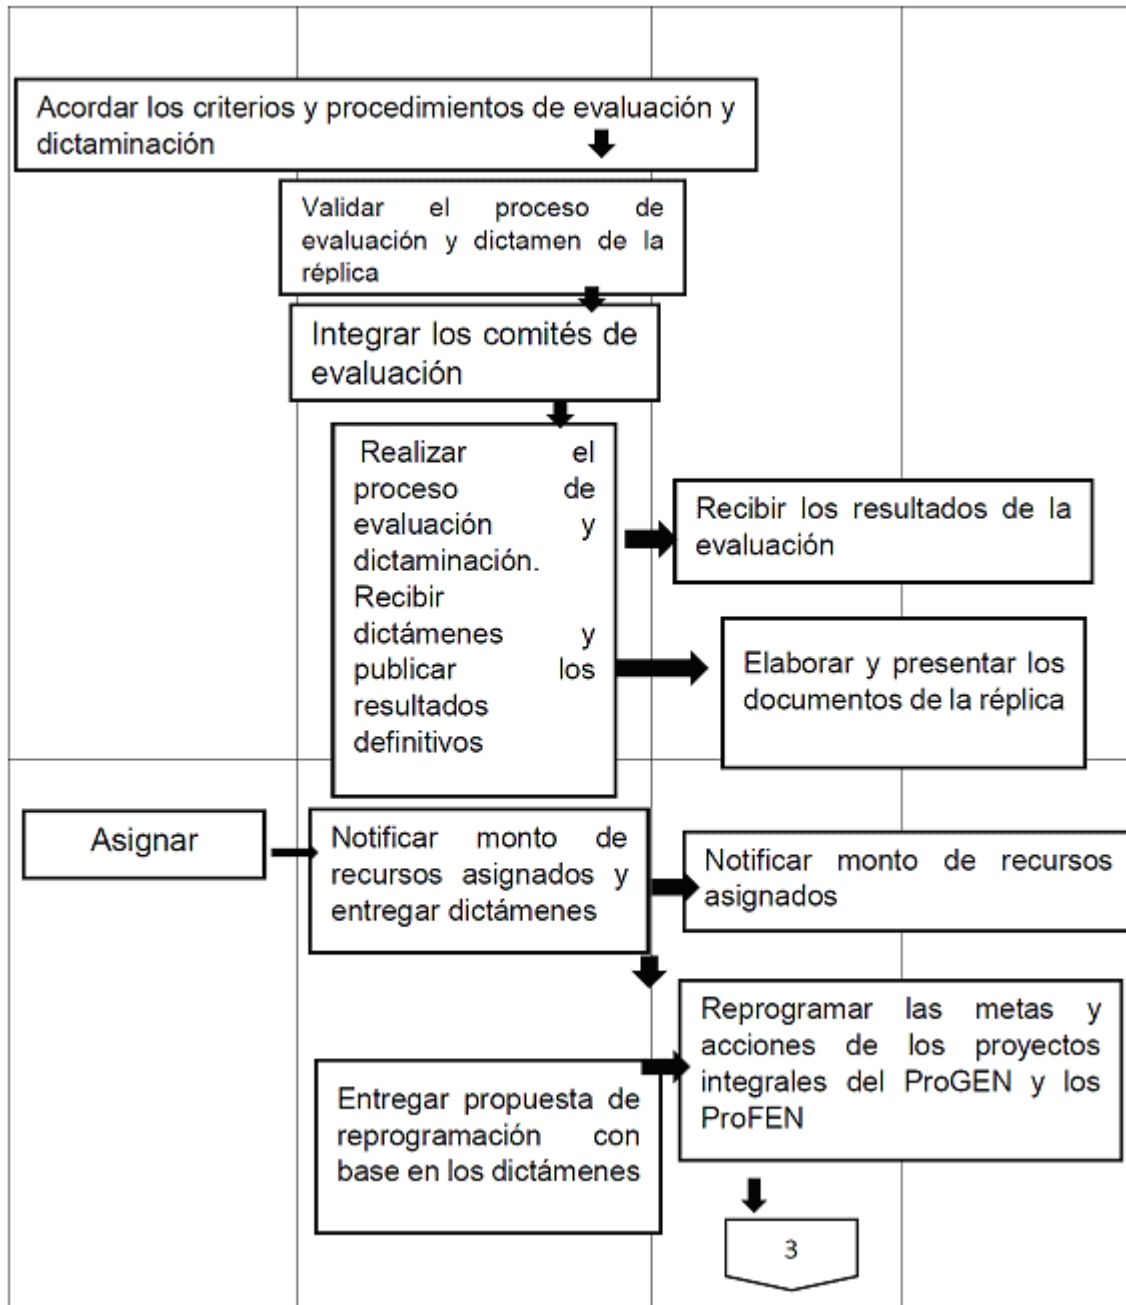 Acordar los criterios y procedimientos de evaluación y
dictaminación
Validar el proceso de
evaluación y dictamen de la
réplica
Integrar los comités de
evaluación
Realizar el
proceso de
evaluación y
dictaminación.
Recibir
dictámenes y
publicar los
resultados
definitivos
Recibir los resultados de la
evaluación
Elaborar y presentar los
documentos de la réplica
Asignar
Notificar monto de
recursos asignados y
entregar dictámenes
Notificar monto de recursos
asignados
Reprogramar las metas y
acciones de los proyectos
integrales del ProGEN y los
ProFEN
Entregar propuesta de
reprogramación con
base en los dictámenes
3